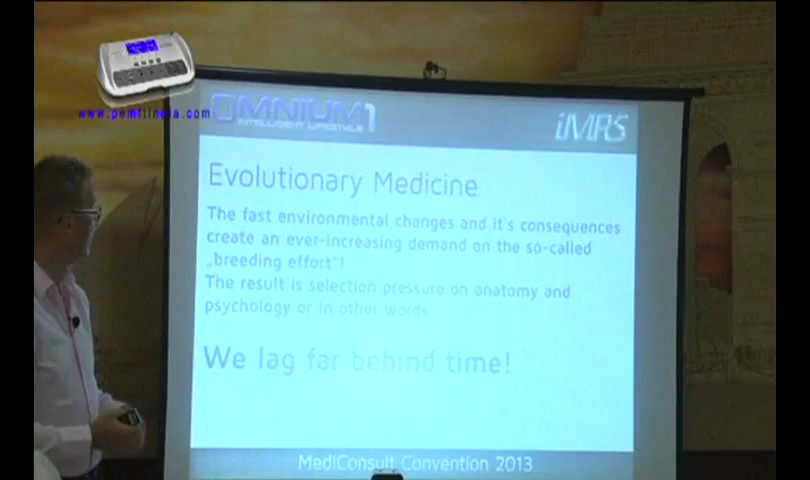 www.pemfindia.com
OMNIUM1
INTELLIGENT LIFESTYLE
iMRS
Evolutionary Medicine
The fast environmental changes and it's consequences
create an ever-increasing demand on the so-called
„breeding effort"!
The result is selection pressure on anatomy and
psychology or in other words:
We lag far behind time!
MediConsult Convention 2013